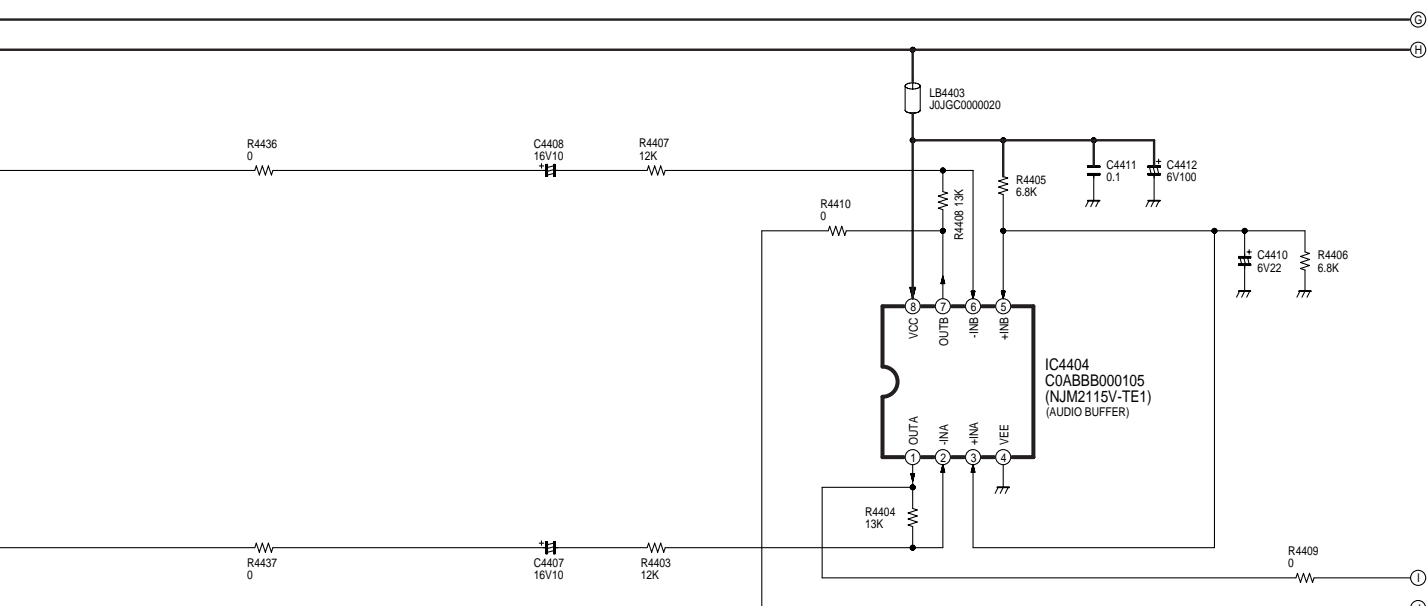 G
H
LB4403
J0JGC0000020
R4436
0
C4408
16V10
+
R4407
12K
C4411
0.1
+
C4412
6V100
R4405
6.8K
R4408 13K
R4410
0
+
C4410
6V22
R4406
6.8K
8
7
6
5
VCC
OUTB
-INB
+INB
IC4404
C0ABBB000105
(NJM2115V-TE1)
(AUDIO BUFFER)
OUTA
-INA
+INA
VEE
1
2
3
4
R4404
13K
R4437
0
+
C4407
16V10
R4403
12K
R4409
0
I